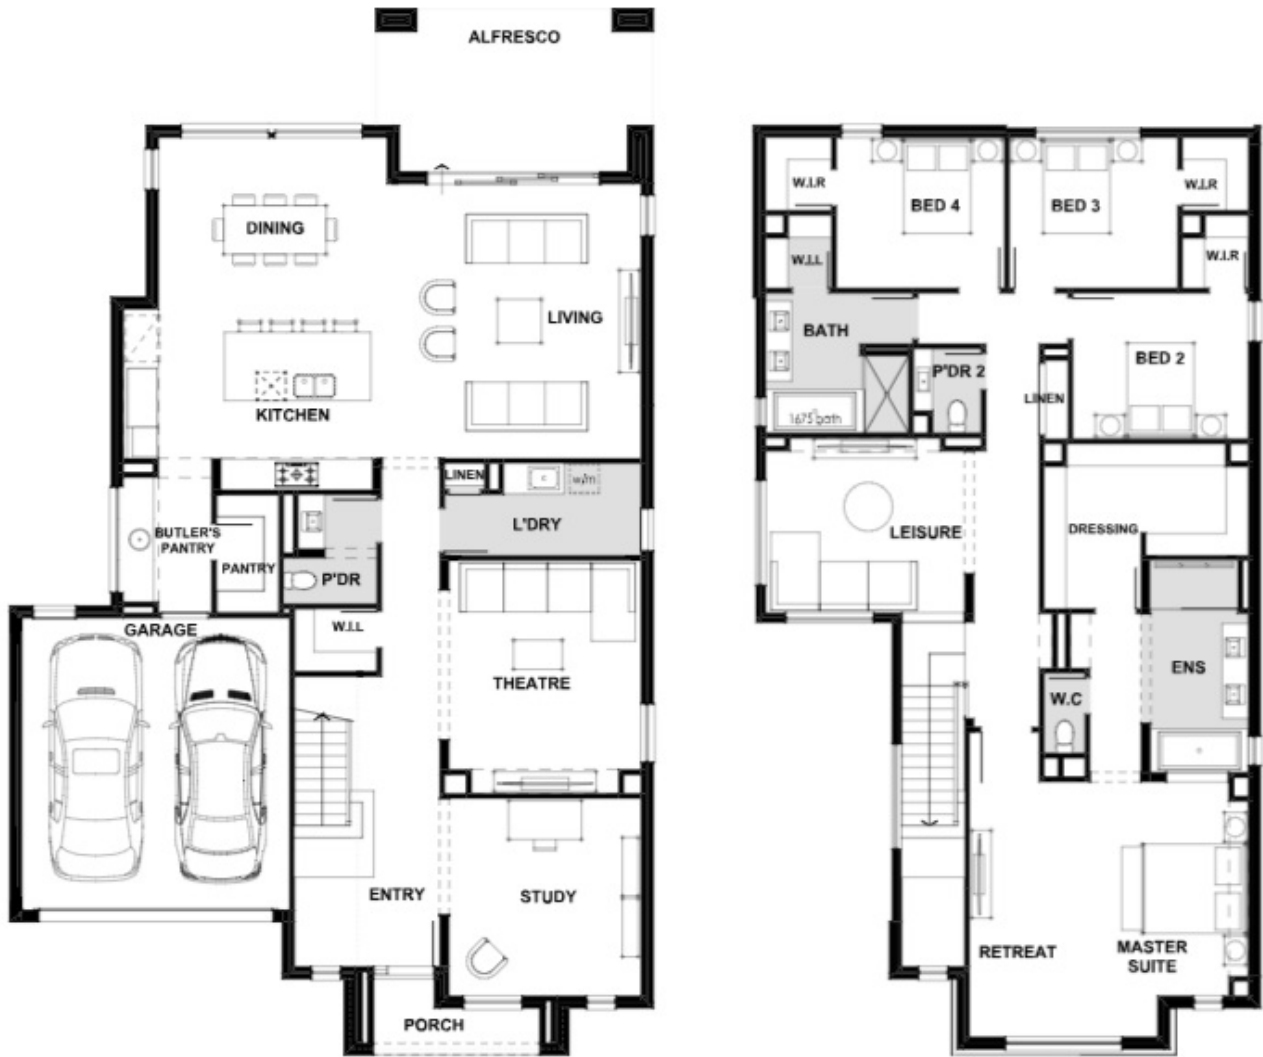 ALFRESCO
DINING
LIVING
KITCHEN
LINEN
w/m
L'DRY
BUTLER'S
PANTRY
PANTRY
P'DR
W.I.L
GARAGE
THEATRE
ENTRY
STUDY
PORCH
W.I.R
BED 4
BED 3
W.I.R
W.I.L
W.I.R
BATH
P'DR 2
BED 2
LINEN
1675 bath
LEISURE
DRESSING
ENS
W.C
RETREAT
MASTER
SUITE